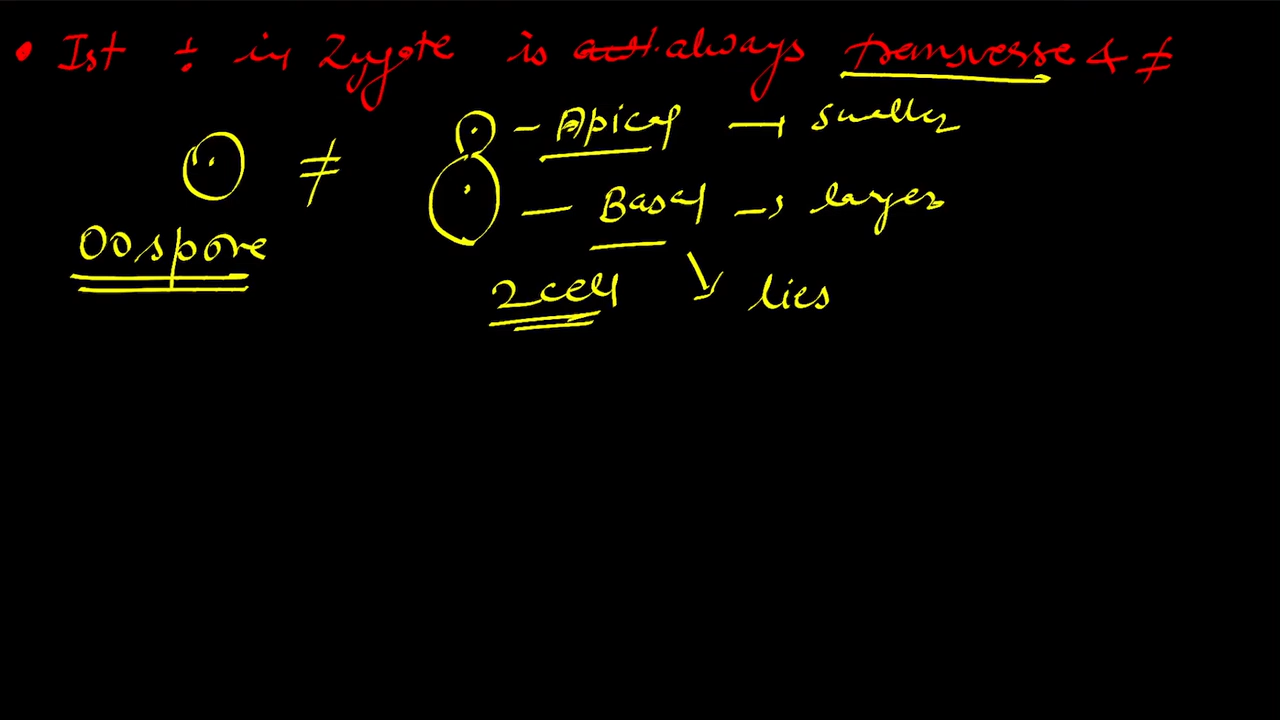 • Ist ÷ in Zygote is always transverse & ≠
≠ - Apical → smaller
Oospore — Basal → larger
2 cell ↘ lies